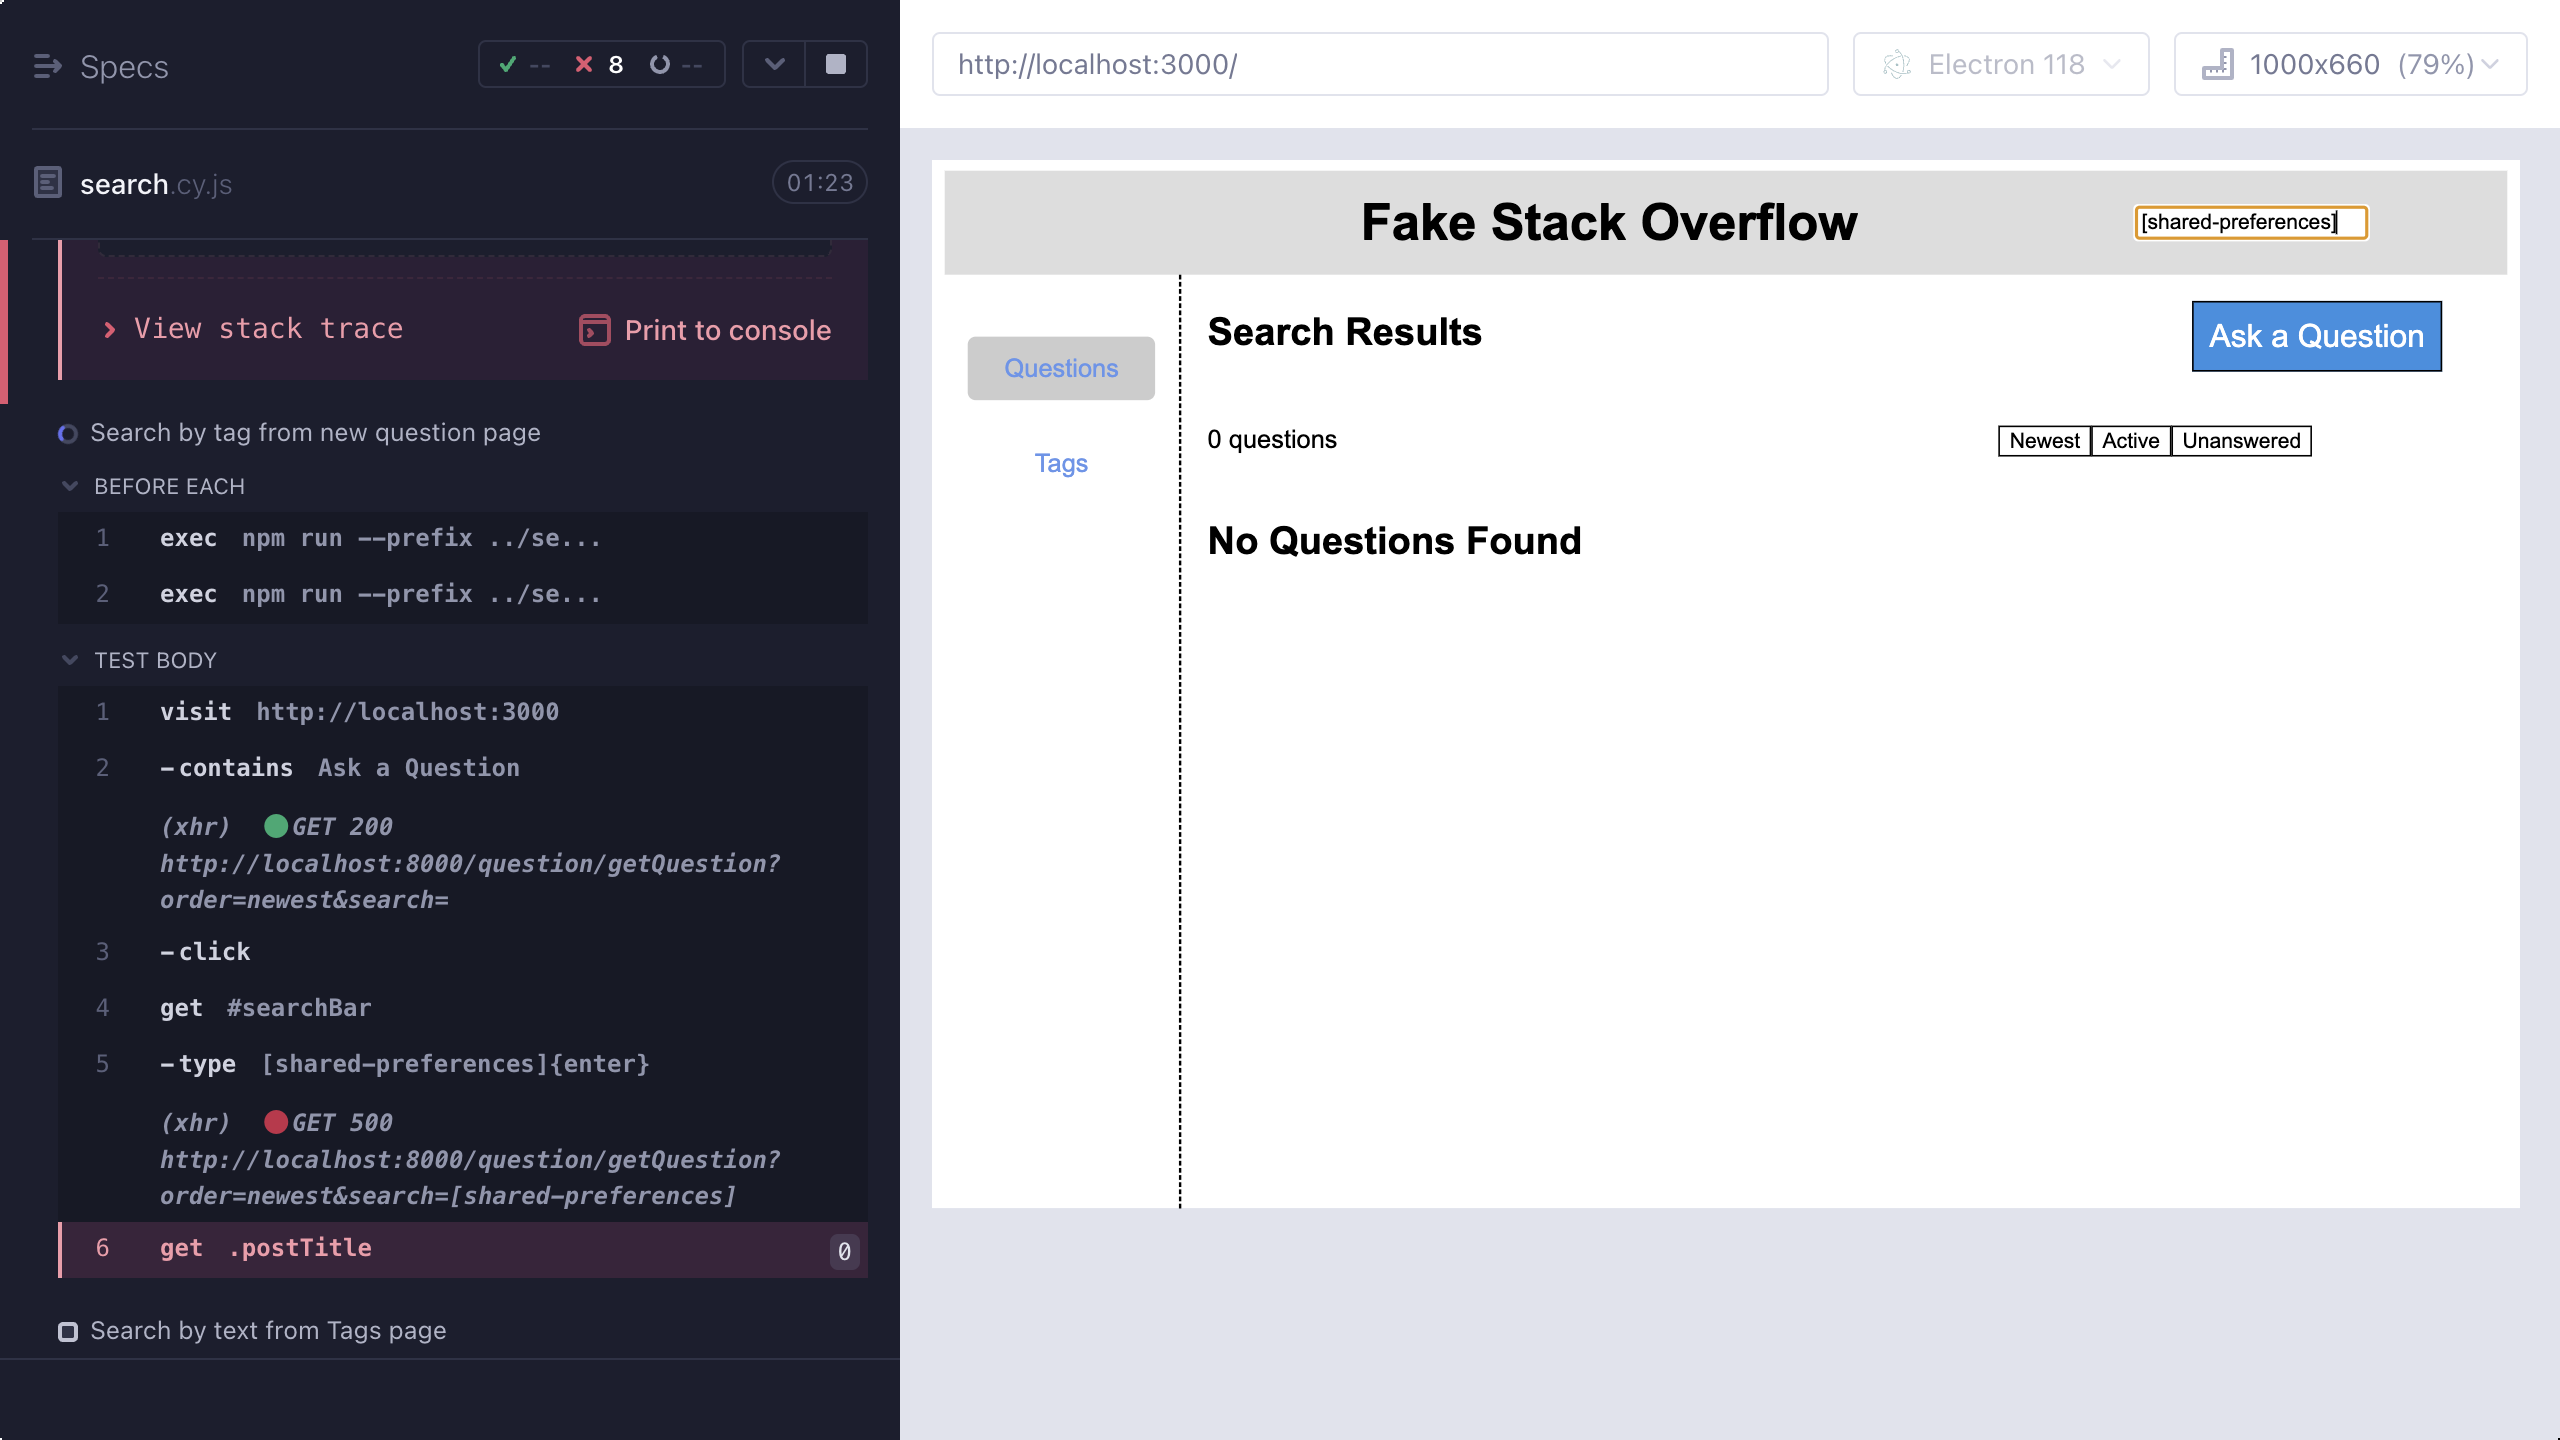 Specs
-- 8 --
search.cy.js 01:23
View stack trace Print to console
Search by tag from new question page
BEFORE EACH
1 exec npm run --prefix ../se...
2 exec npm run --prefix ../se...
TEST BODY
1 visit http://localhost:3000
2 -contains Ask a Question
(xhr) GET 200
http://localhost:8000/question/getQuestion?
order=newest&search=
3 -click
4 get #searchBar
5 -type [shared-preferences]{enter}
(xhr) GET 500
http://localhost:8000/question/getQuestion?
order=newest&search=[shared-preferences]
6 get .postTitle 0
Search by text from Tags page
http://localhost:3000/ Electron 118 1000x660 (79%)
Fake Stack Overflow [shared-preferences]
Questions
Tags
Search Results Ask a Question
0 questions Newest Active Unanswered
No Questions Found